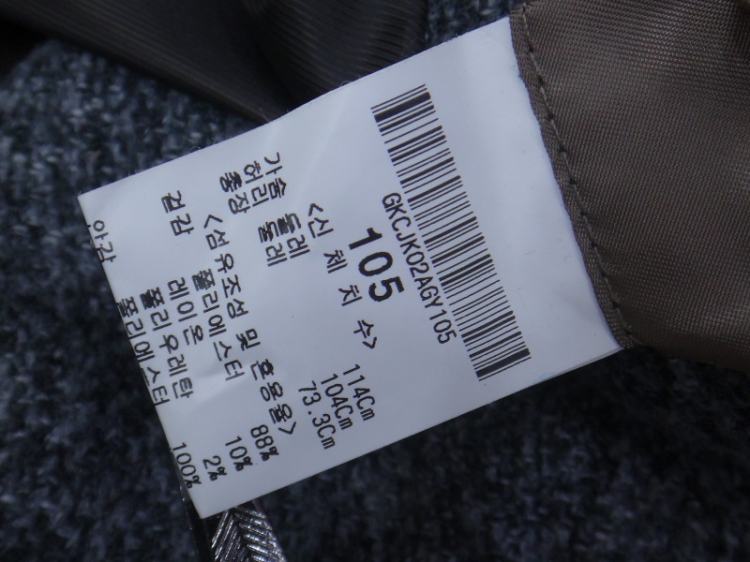 GKCJK02AGY105
105
<신 체 치 수>
가슴 둘레 114Cm
허리 둘레 104Cm
총장 73.3Cm
<섬유조성 및 혼용율>
겉감 폴리에스터 88%
레이온 10%
폴리우레탄 2%
안감 폴리에스터 100%